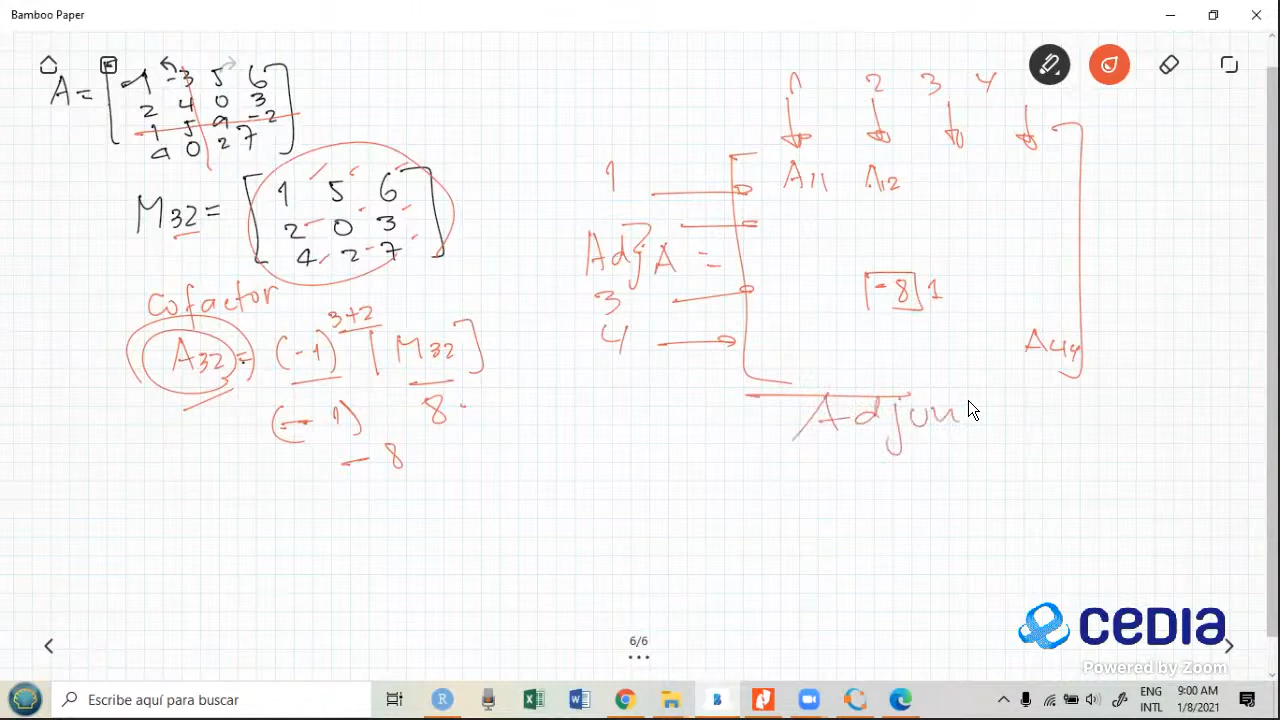 Bamboo Paper
A = [ -1 -3 5 6
2 4 0 3
1 5 9 -2
4 0 2 7 ]
M32 = [ 1 5 6
2 0 3
4 2 7 ]
Cofactor
A32 = (-1)^3+2 [M32]
(-1) 8
-8
1 2 3 4
1
A11 A12
Adj A =
3 -8 1
4 A44
Adjun
6/6
CEDIA
Powered by Zoom
Escribe aquí para buscar
ENG
INTL
9:00 AM
1/8/2021